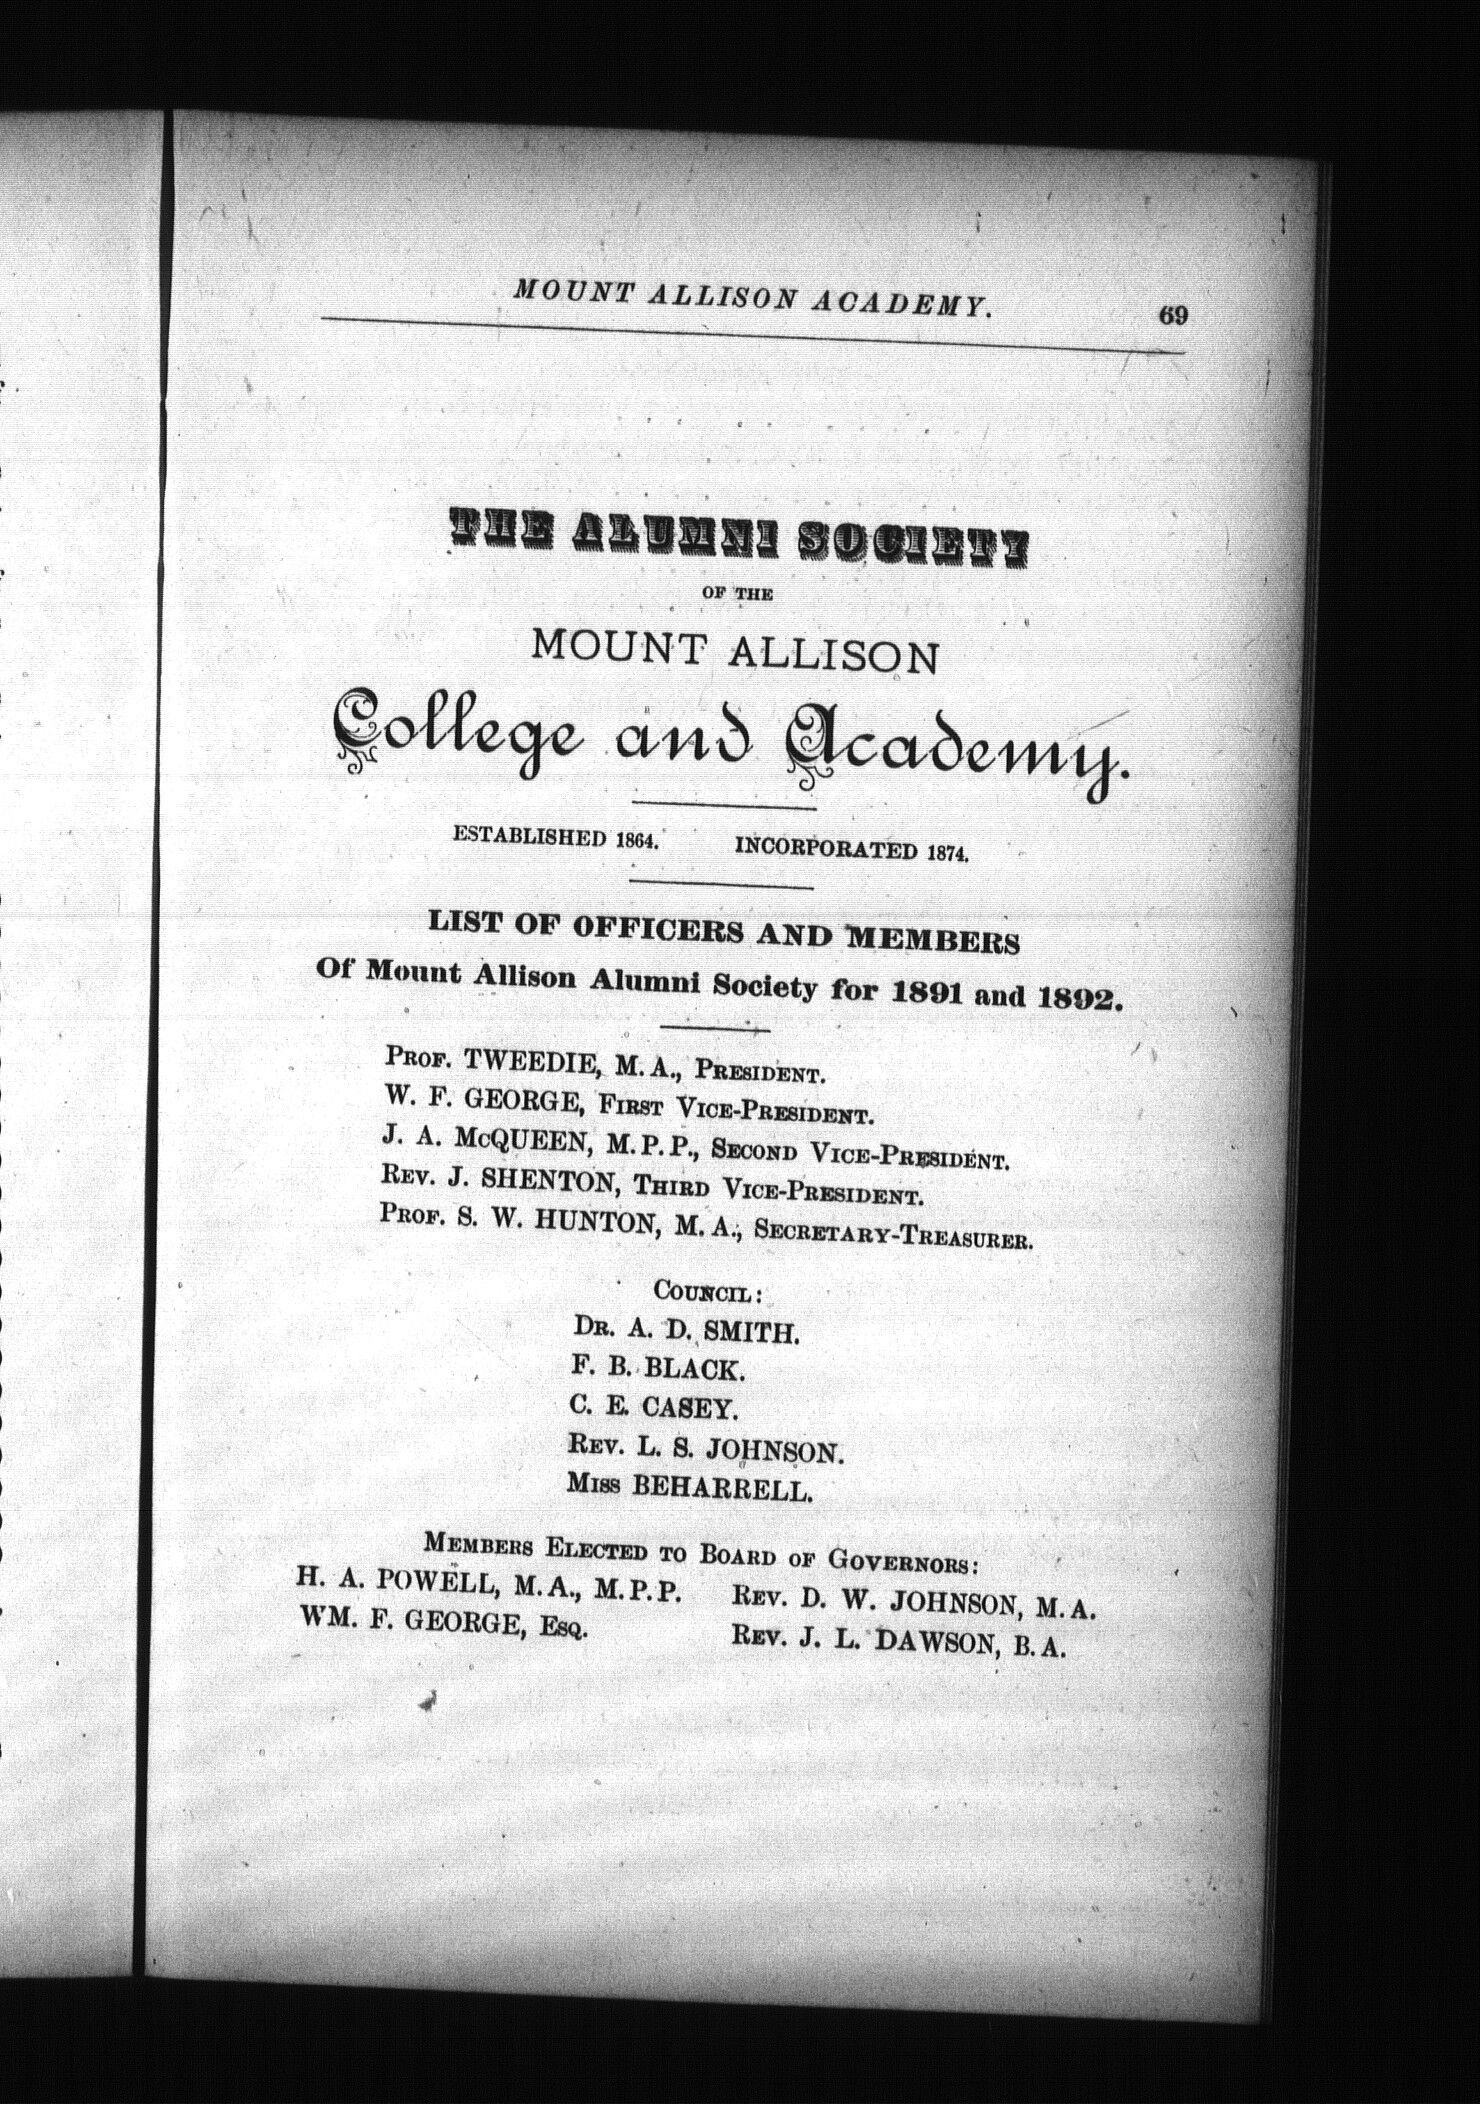 MOUNT ALLISON ACADEMY. 69
THE ALUMNI SOCIETY
OF THE
MOUNT ALLISON
College and Academy.
ESTABLISHED 1864. INCORPORATED 1874.
LIST OF OFFICERS AND MEMBERS
Of Mount Allison Alumni Society for 1891 and 1892.
PROF. TWEEDIE, M. A., PRESIDENT.
W. F. GEORGE, FIRST VICE-PRESIDENT.
J. A. McQUEEN, M. P. P., SECOND VICE-PRESIDENT.
REV. J. SHENTON, THIRD VICE-PRESIDENT.
PROF. S. W. HUNTON, M. A., SECRETARY-TREASURER.
COUNCIL:
DR. A. D. SMITH.
F. B. BLACK.
C. E. CASEY.
REV. L. S. JOHNSON.
MISS BEHARRELL.
MEMBERS ELECTED TO BOARD OF GOVERNORS:
H. A. POWELL, M. A., M. P. P. REV. D. W. JOHNSON, M. A.
WM. F. GEORGE, ESQ. REV. J. L. DAWSON, B. A.